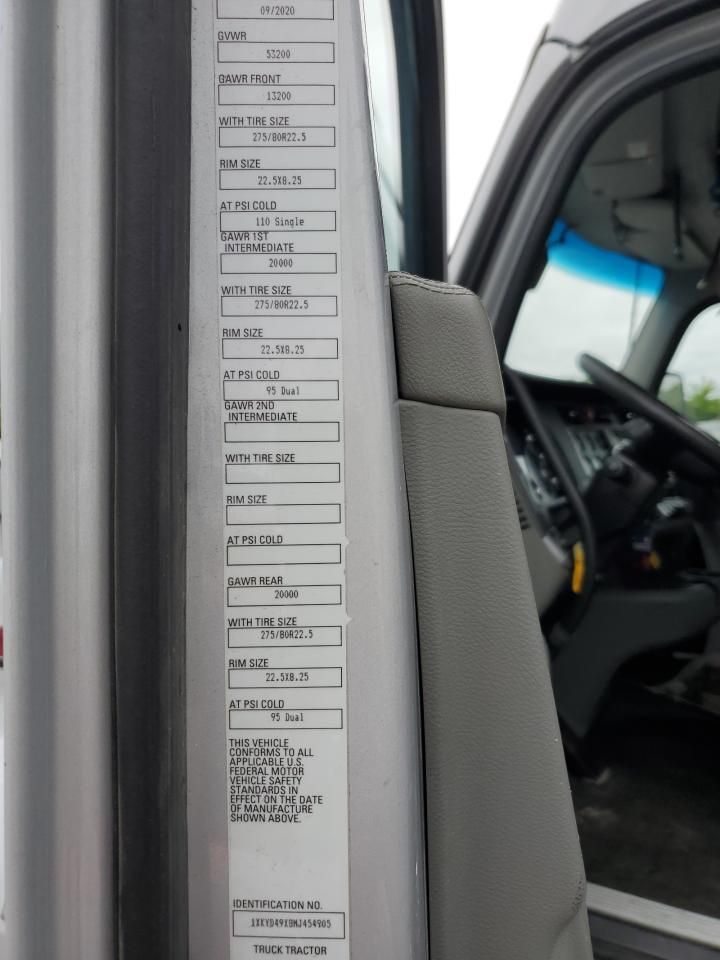 09/2020
GVWR
53200
GAWR FRONT
13200
WITH TIRE SIZE
275/80R22.5
RIM SIZE
22.5X8.25
AT PSI COLD
110 Single
GAWR 1ST
INTERMEDIATE
20000
WITH TIRE SIZE
275/80R22.5
RIM SIZE
22.5X8.25
AT PSI COLD
95 Dual
GAWR 2ND
INTERMEDIATE
WITH TIRE SIZE
RIM SIZE
AT PSI COLD
GAWR REAR
20000
WITH TIRE SIZE
275/80R22.5
RIM SIZE
22.5X8.25
AT PSI COLD
95 Dual
THIS VEHICLE
CONFORMS TO ALL
APPLICABLE U.S.
FEDERAL MOTOR
VEHICLE SAFETY
STANDARDS IN
EFFECT ON THE DATE
OF MANUFACTURE
SHOWN ABOVE.
IDENTIFICATION NO.
1XKYD49X8MJ454905
TRUCK TRACTOR